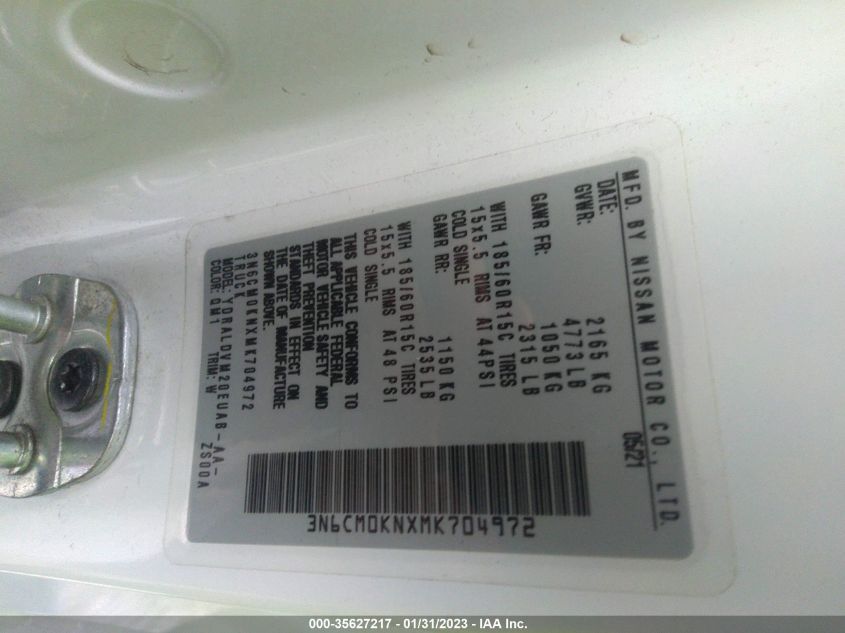 MFD. BY NISSAN MOTOR CO., LTD.
DATE: 05/21
GVWR: 2165 KG
4773 LB
GAWR FR: 1050 KG
2315 LB
WITH 185/60R15C TIRES
15x5.5 RIMS AT 44PSI
COLD SINGLE
GAWR RR: 1150 KG
2535 LB
WITH 185/60R15C TIRES
15x5.5 RIMS AT 48 PSI
COLD SINGLE
THIS VEHICLE CONFORMS TO
ALL APPLICABLE FEDERAL
MOTOR VEHICLE SAFETY AND
THEFT PREVENTION
STANDARDS IN EFFECT ON
THE DATE OF MANUFACTURE
SHOWN ABOVE.
3N6CM0KNXMK704972
TRUCK
MODEL: YDRALDVM20EUAB-AA-
ZS00A
COLOR: QM1 TRIM: W
3N6CM0KNXMK704972
000-35627217 - 01/31/2023 - IAA Inc.